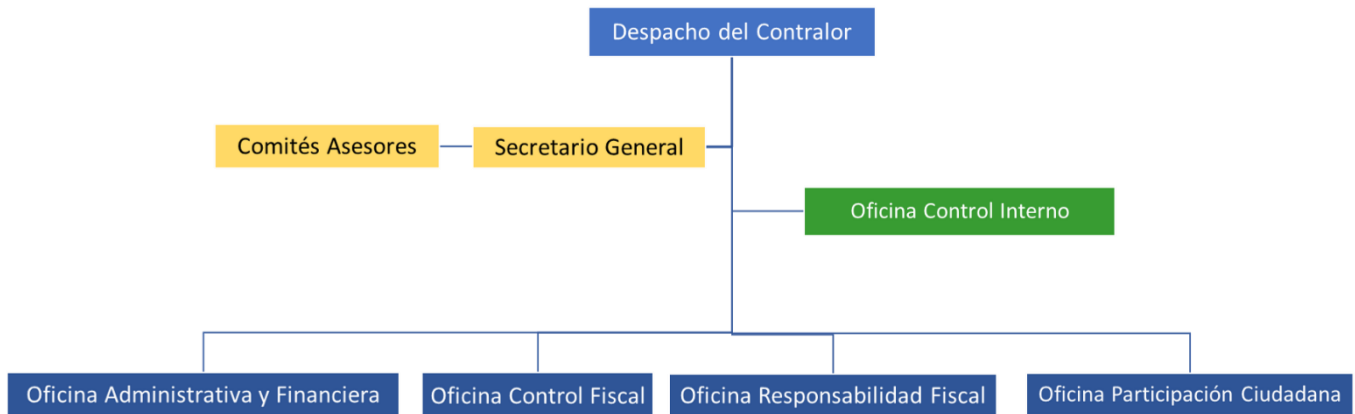 Despacho del Contralor
Comités Asesores
Secretario General
Oficina Control Interno
Oficina Administrativa y Financiera
Oficina Control Fiscal
Oficina Responsabilidad Fiscal
Oficina Participación Ciudadana